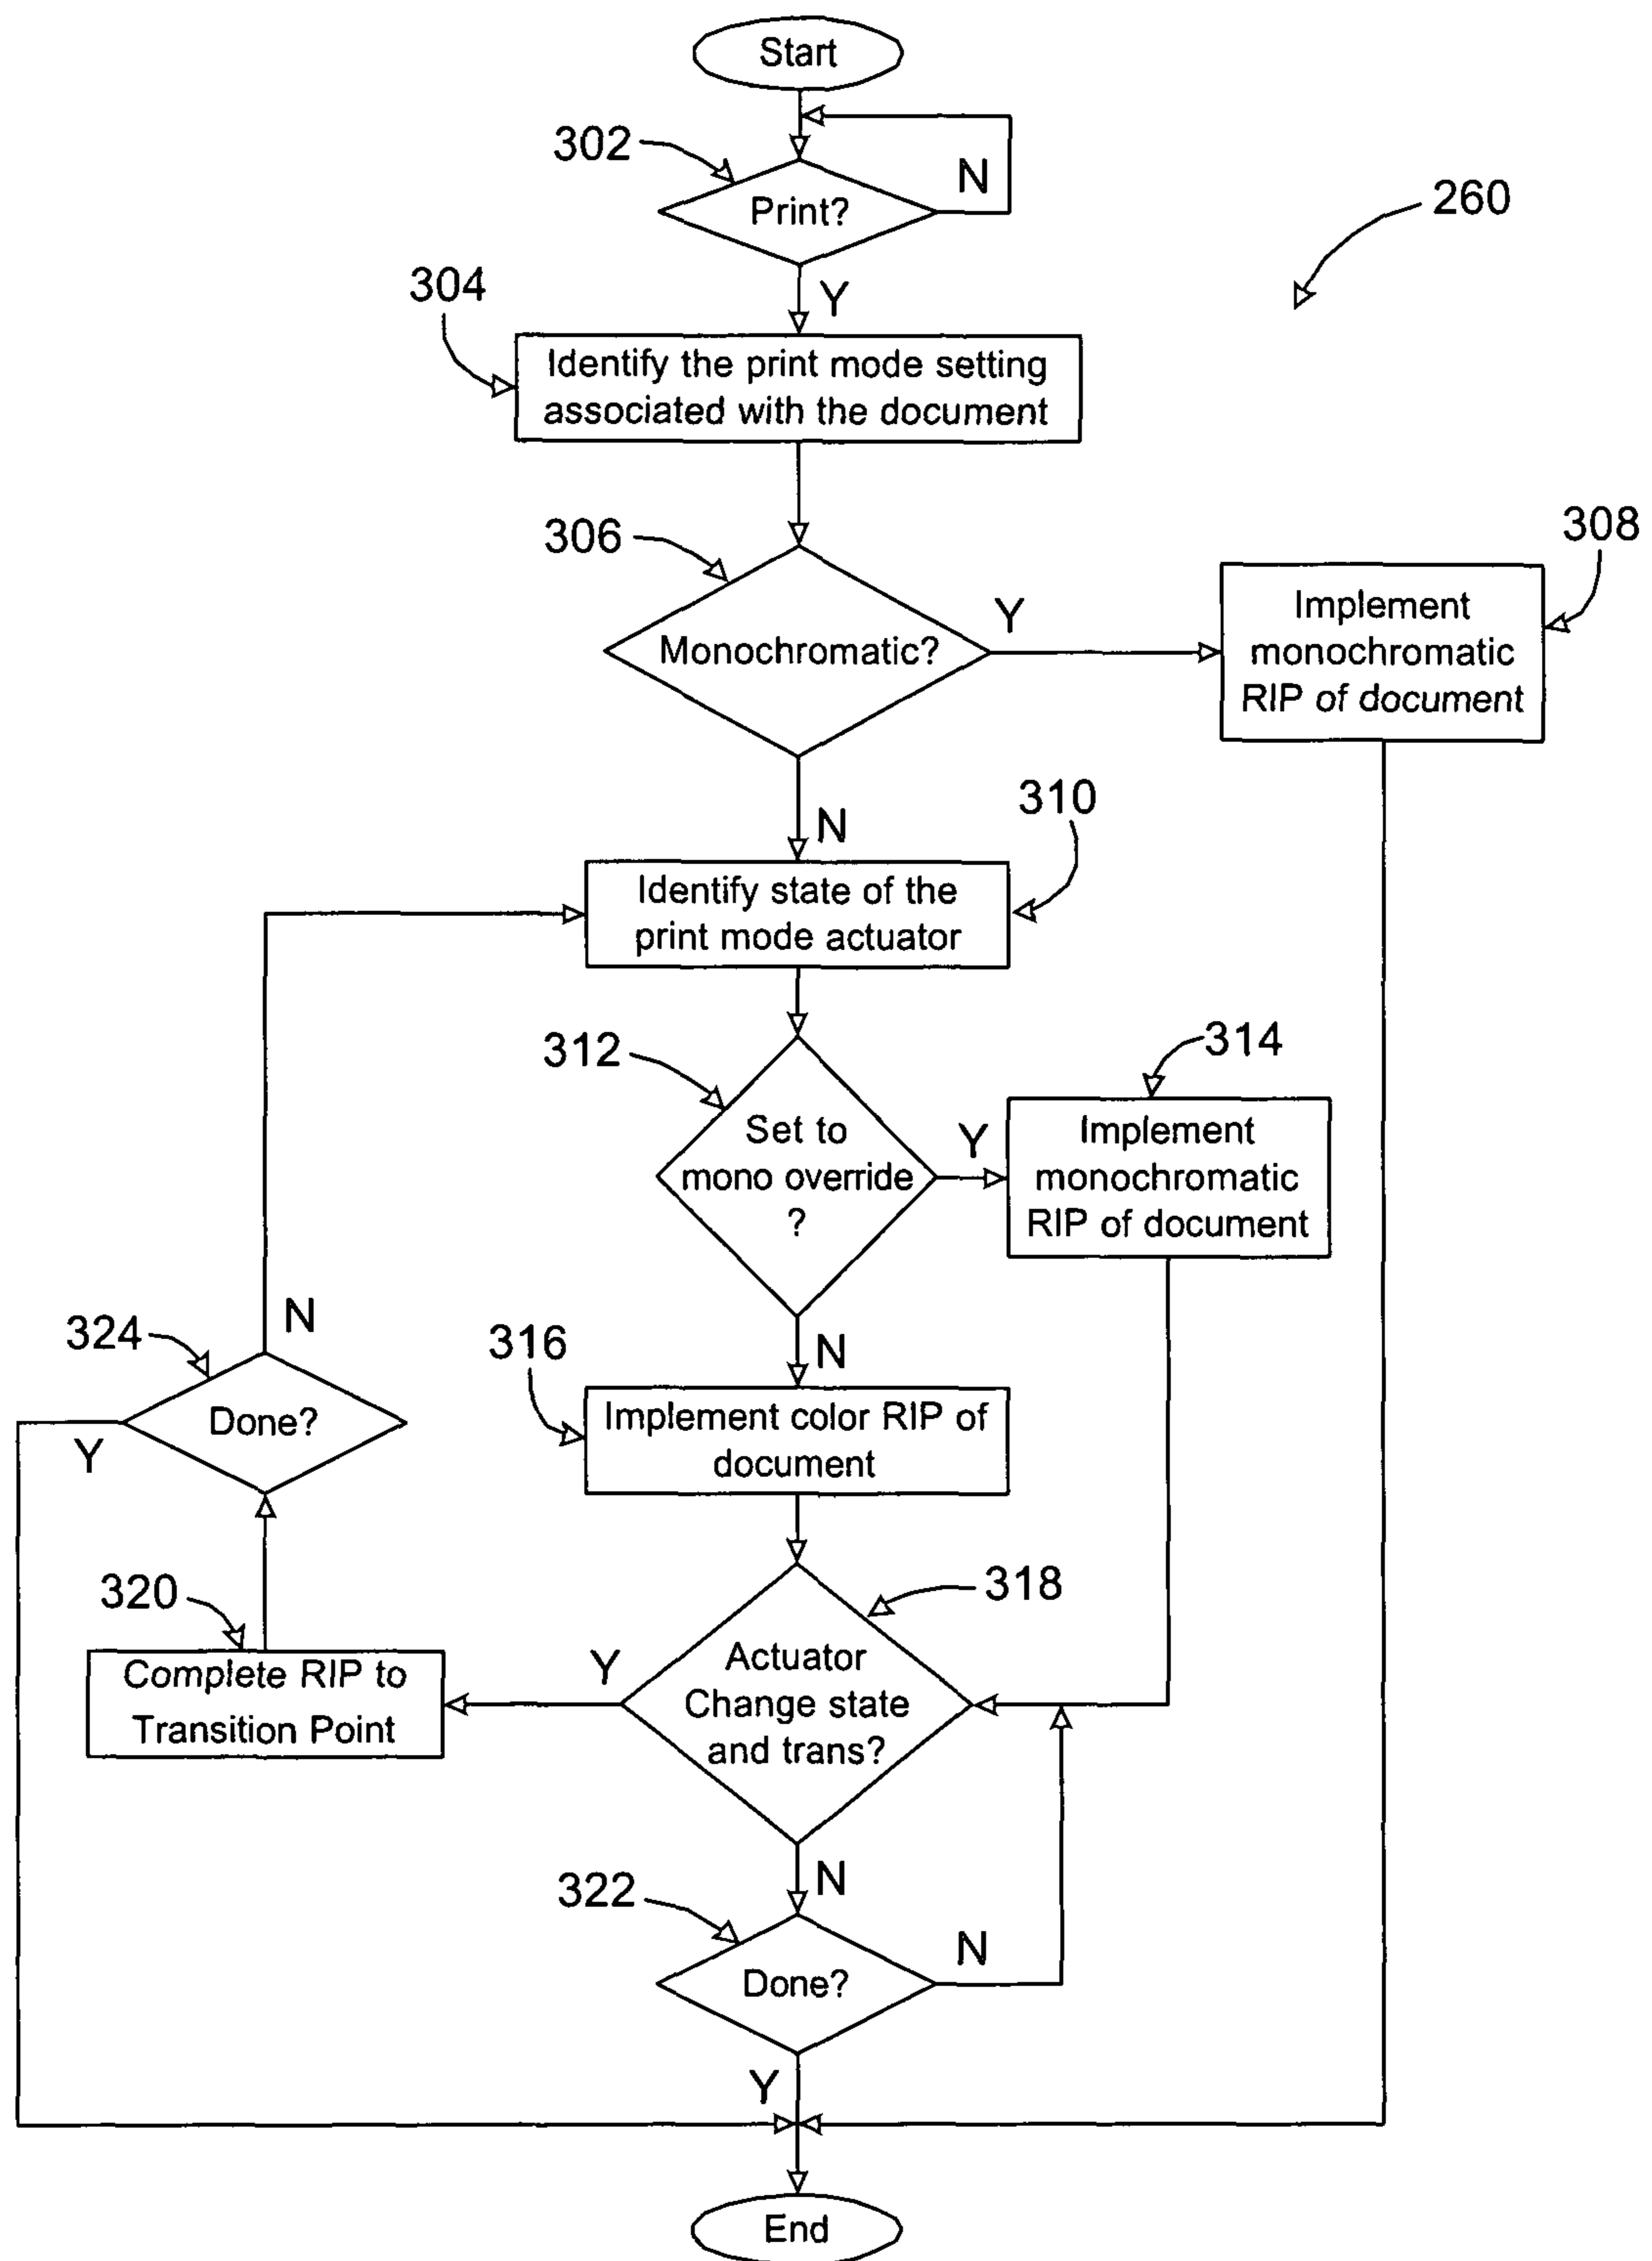 Start
302
N
Print?
260
Y
304
Identify the print mode setting
associated with the document
306
308
Y
Monochromatic?
Implement
monochromatic
RIP of document
N
310
Identify state of the
print mode actuator
312
314
Set to
mono override
?
Y
Implement
monochromatic
RIP of document
N
324
N
316
Done?
Y
Implement color RIP of
document
320
318
Y
Complete RIP to
Transition Point
Actuator
Change state
and trans?
N
322
N
Done?
Y
End